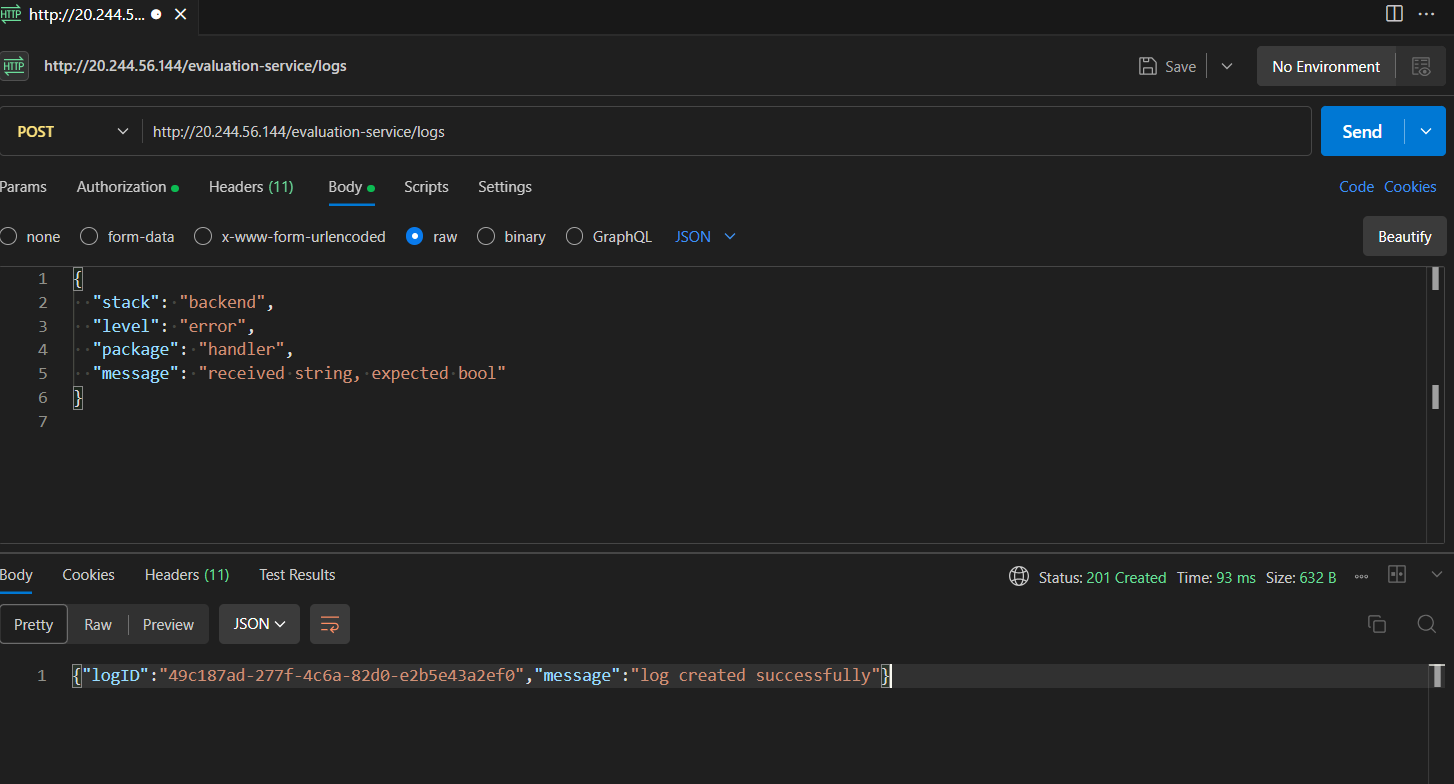 HTTP http://20.244.5... ● ✕ ···
HTTP http://20.244.56.144/evaluation-service/logs Save No Environment
POST http://20.244.56.144/evaluation-service/logs Send
Params Authorization Headers (11) Body Scripts Settings Code Cookies
none form-data x-www-form-urlencoded raw binary GraphQL JSON Beautify
1 {
2 "stack": "backend",
3 "level": "error",
4 "package": "handler",
5 "message": "received string, expected bool"
6 }
7
Body Cookies Headers (11) Test Results Status: 201 Created Time: 93 ms Size: 632 B
Pretty Raw Preview JSON
1 {"logID":"49c187ad-277f-4c6a-82d0-e2b5e43a2ef0","message":"log created successfully"}